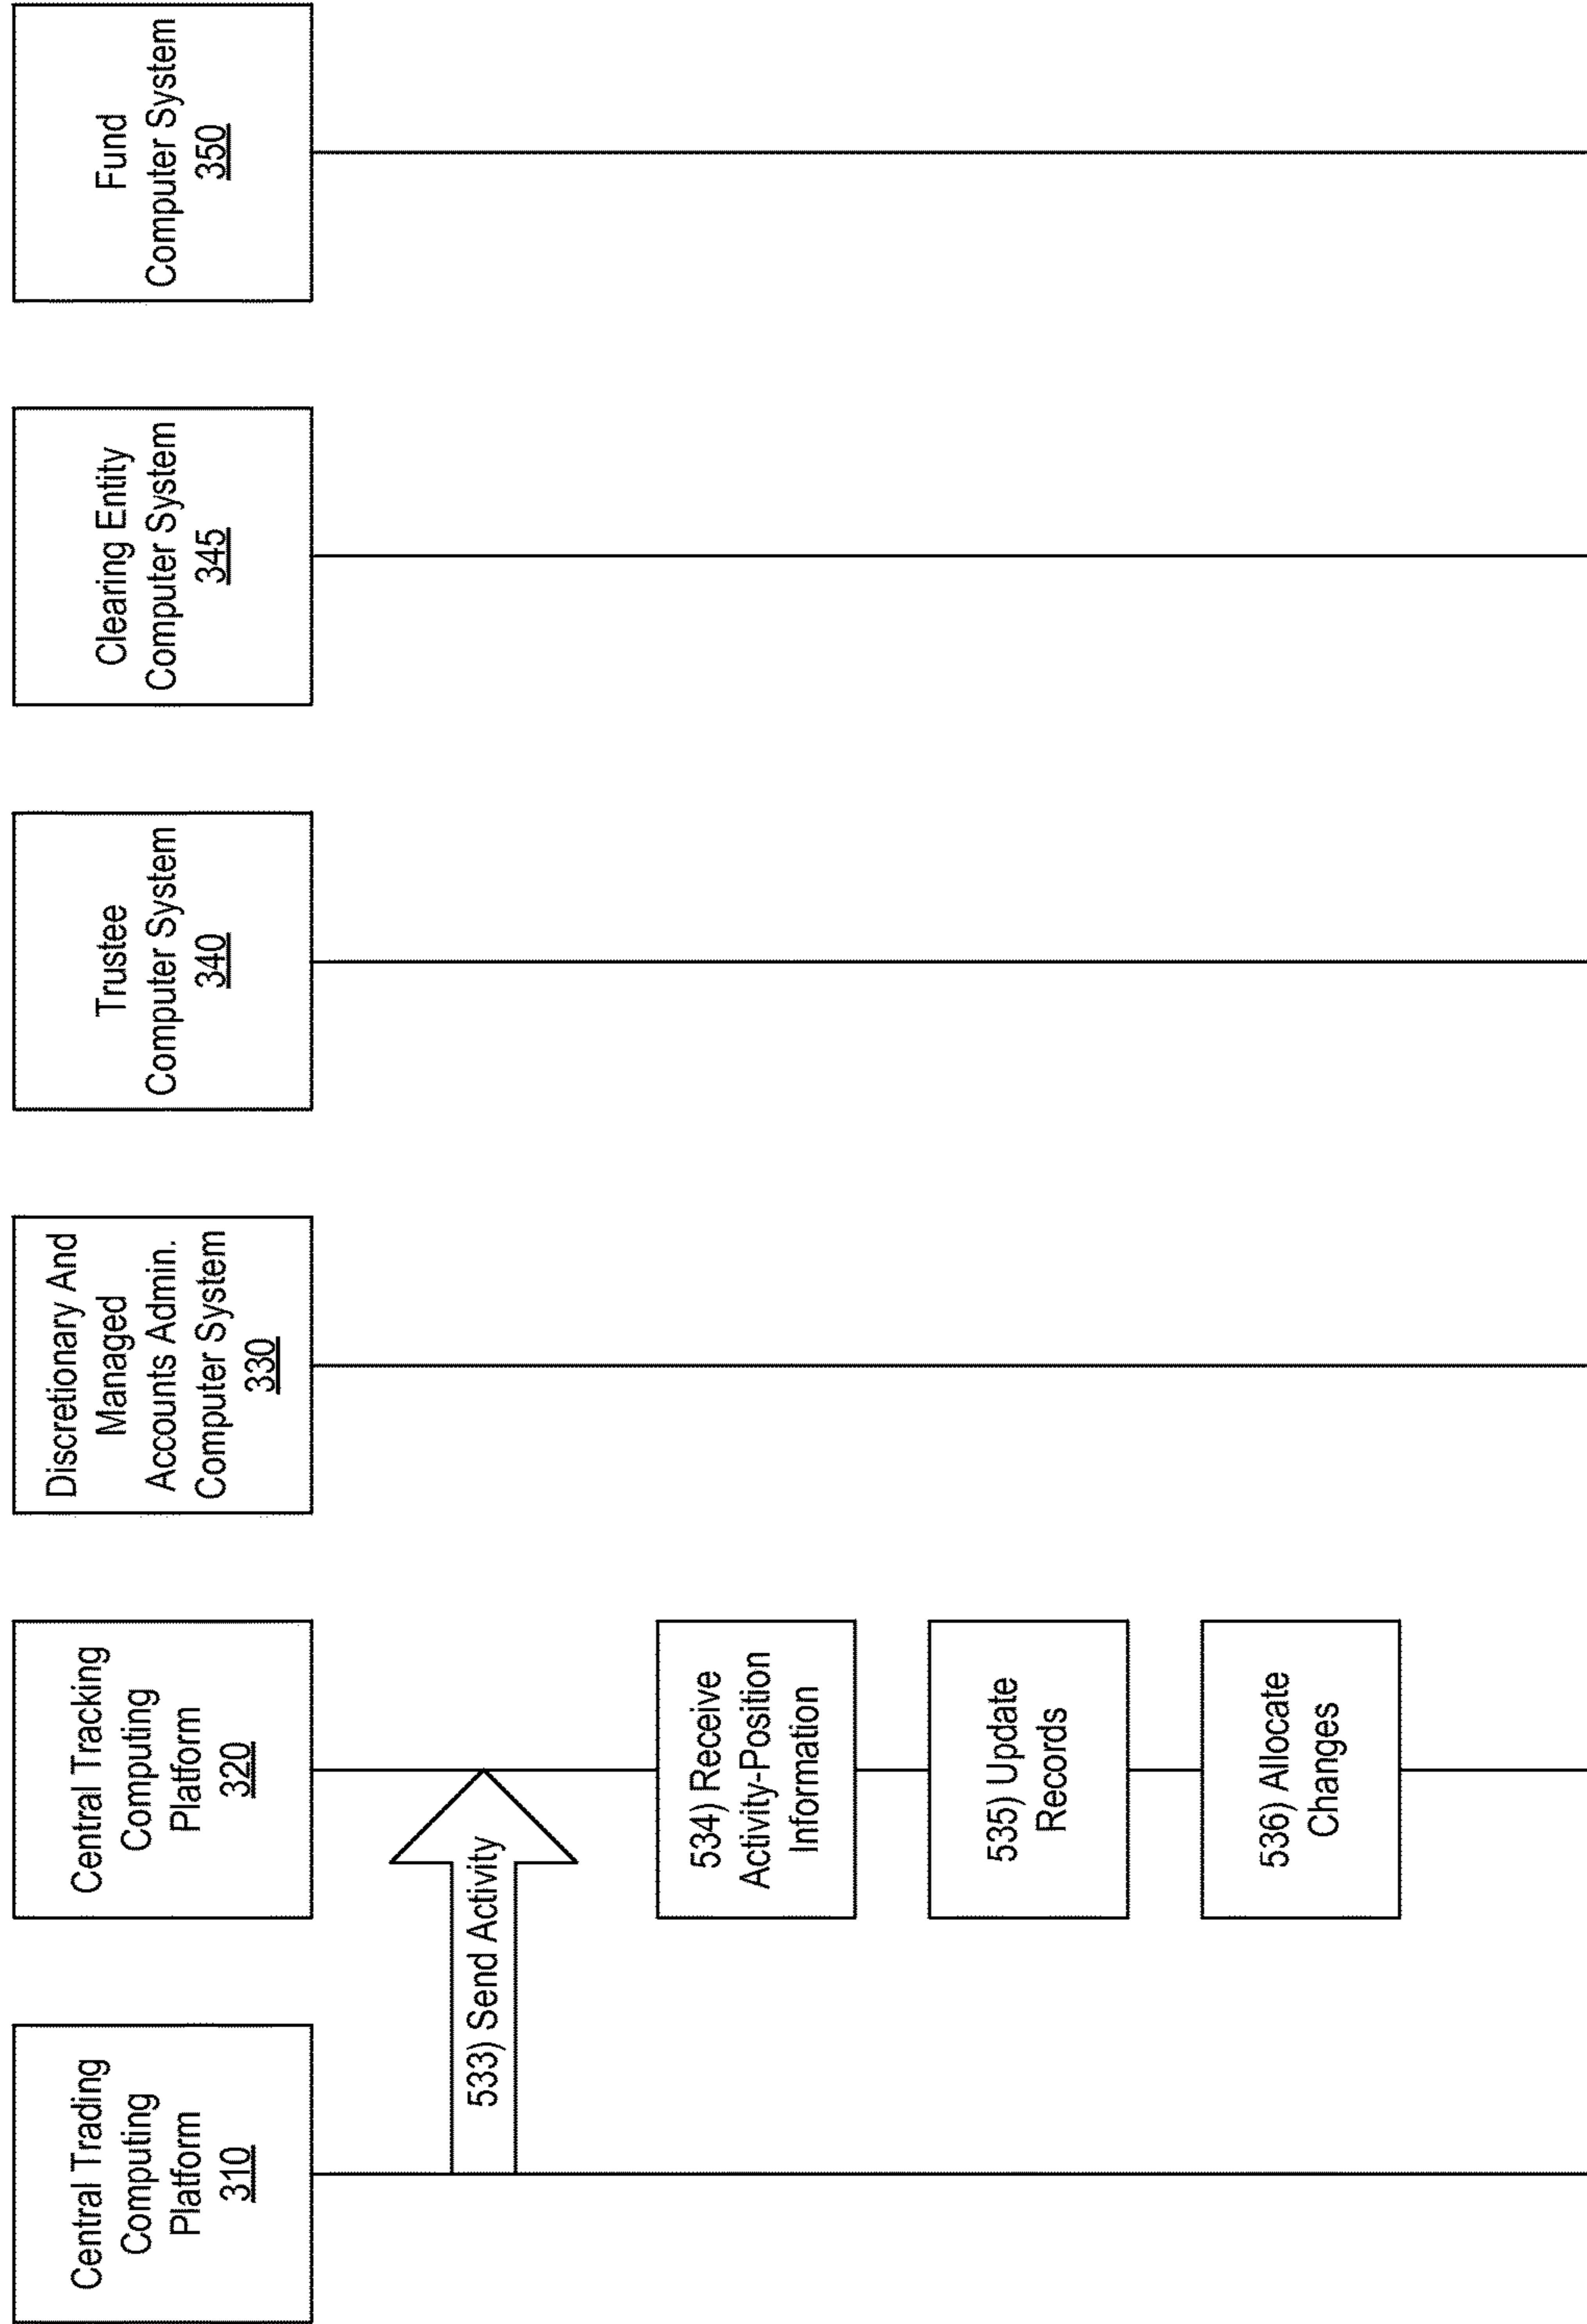 Central Trading
Computing
Platform
310
Central Tracking
Computing
Platform
320
Discretionary And
Managed
Accounts Admin.
Computer System
330
Trustee
Computer System
340
Clearing Entity
Computer System
345
Fund
Computer System
350
533) Send Activity
534) Receive
Activity-Position
Information
535) Update
Records
536) Allocate
Changes